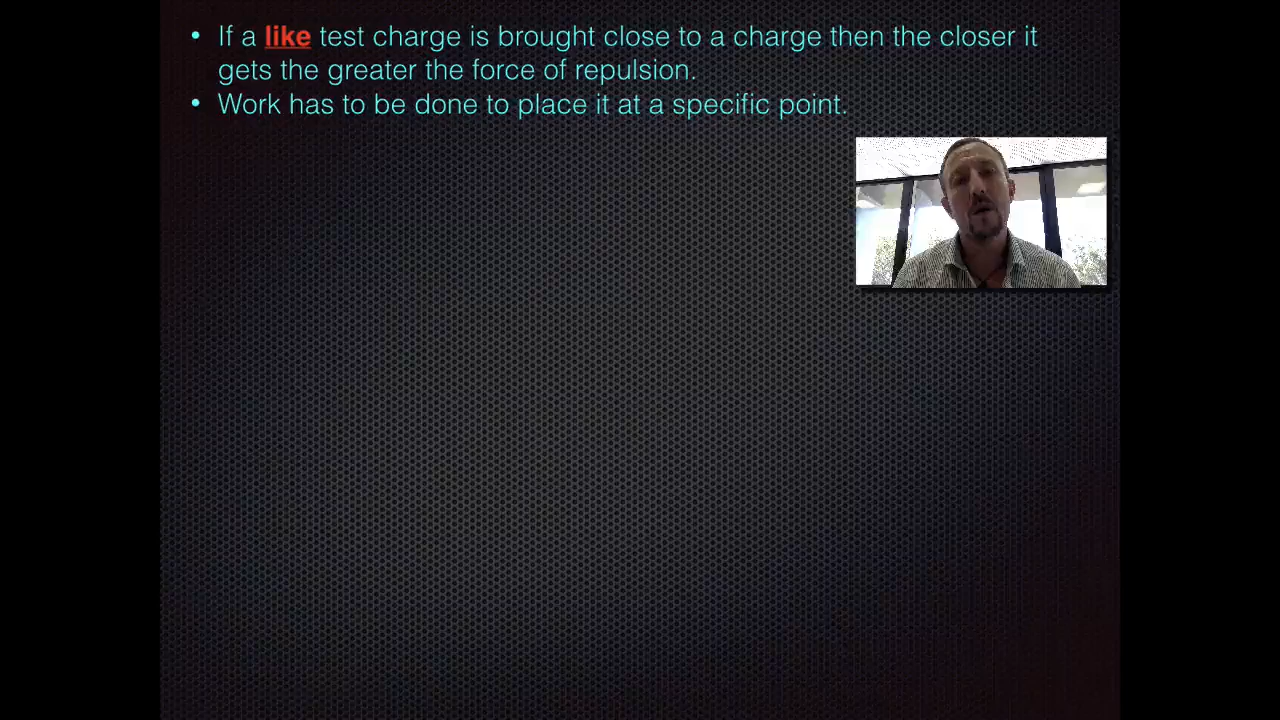 • If a like test charge is brought close to a charge then the closer it
gets the greater the force of repulsion.
• Work has to be done to place it at a specific point.